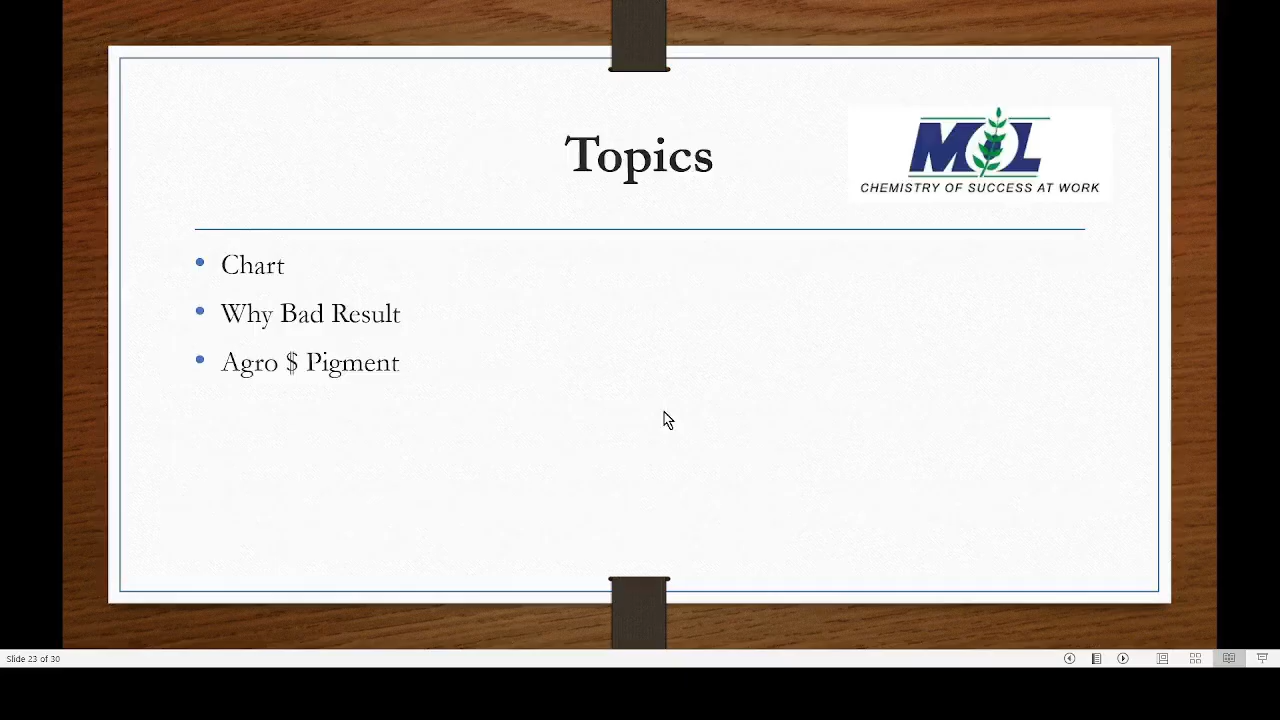 Topics
MOL
CHEMISTRY OF SUCCESS AT WORK
Chart
Why Bad Result
Agro $ Pigment
Slide 23 of 30